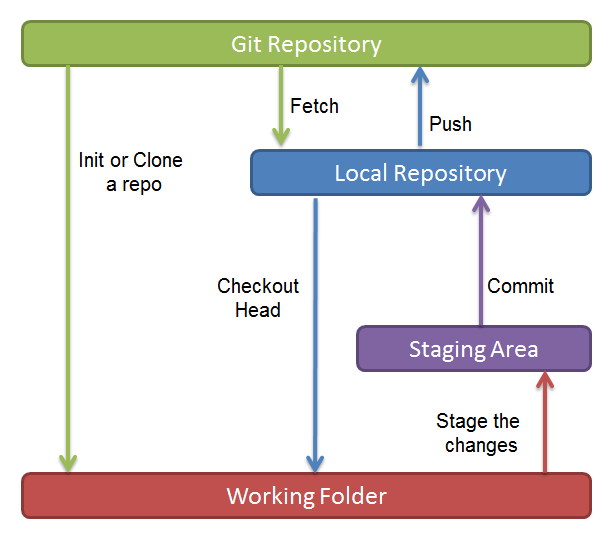 Git Repository
Fetch
Push
Init or Clone
a repo
Local Repository
Checkout
Head
Commit
Staging Area
Stage the
changes
Working Folder